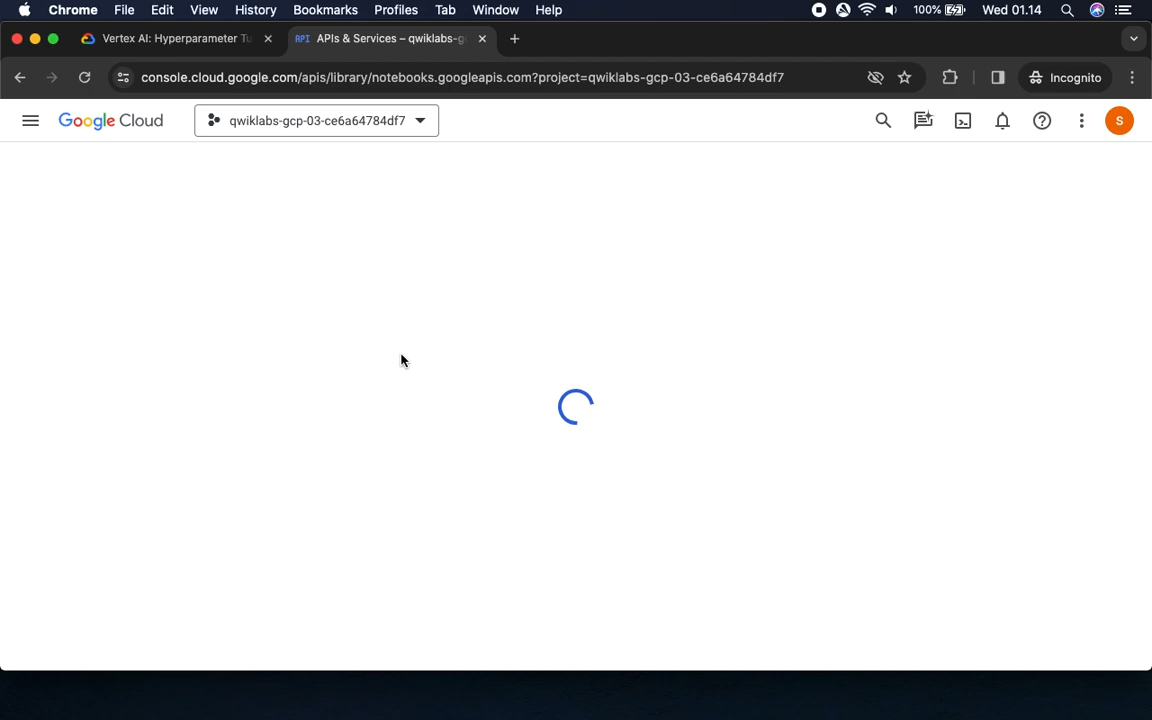 Chrome File Edit View History Bookmarks Profiles Tab Window Help 100% Wed 01.14
Vertex AI: Hyperparameter Tu API APIs & Services – qwiklabs-g
console.cloud.google.com/apis/library/notebooks.googleapis.com?project=qwiklabs-gcp-03-ce6a64784df7 Incognito
Google Cloud qwiklabs-gcp-03-ce6a64784df7 S